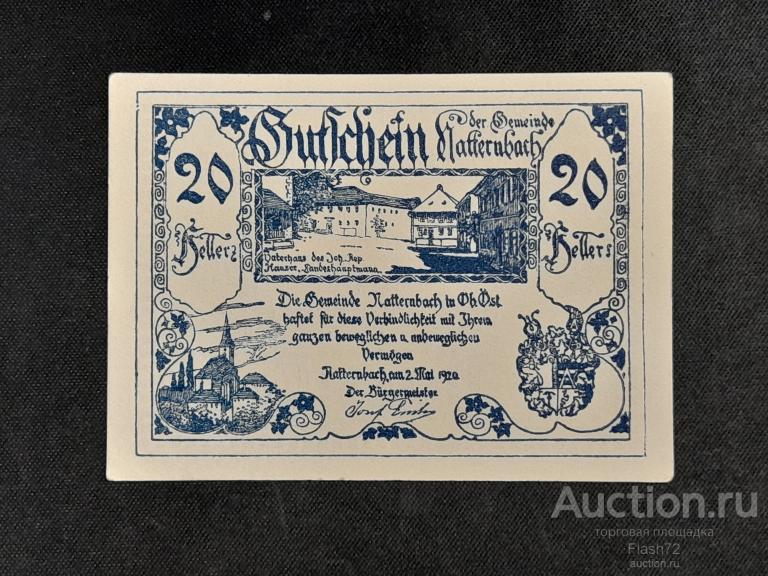 Gutschein der Gemeinde
Natternbach
20 20
Heller Hellers
Vaterhaus des Joh. Nep.
Hauser, Landeshauptmann
Die Gemeinde Natternbach in Ob.Öst
haftet für diese Verbindlichkeit mit Ihrem
ganzen beweglichen u. unbeweglichen
Vermögen
Natternbach, am 2. Mai 1920
Der Bürgermeister
Auction.ru
торговая площадка
Flash72
auction.ru